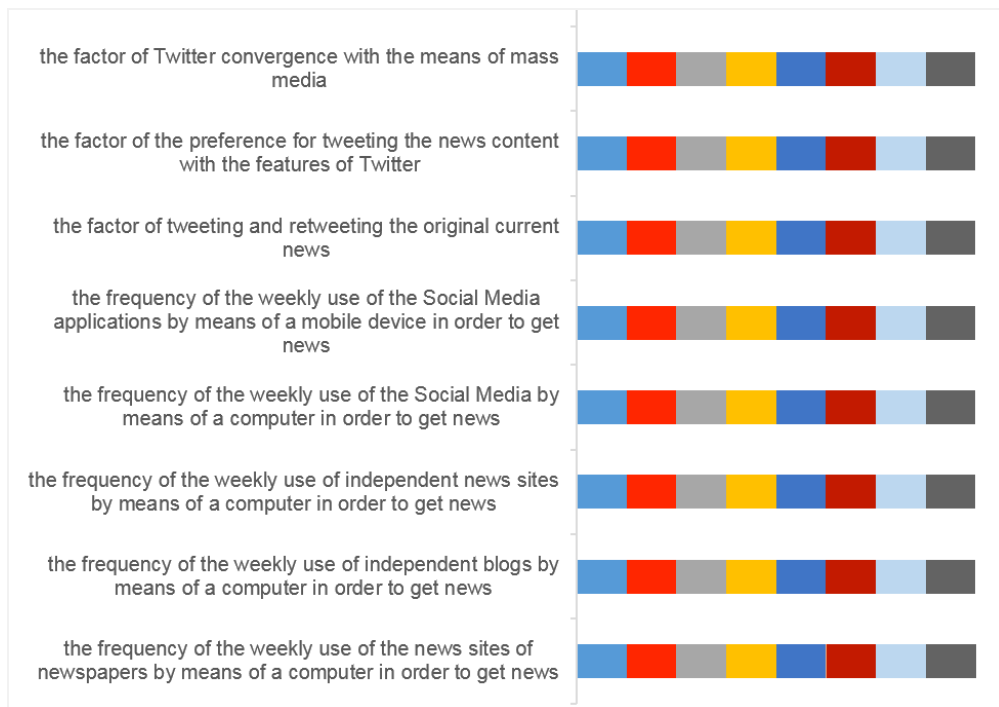 the factor of Twitter convergence with the means of mass
media
the factor of the preference for tweeting the news content
with the features of Twitter
the factor of tweeting and retweeting the original current
news
the frequency of the weekly use of the Social Media
applications by means of a mobile device in order to get
news
the frequency of the weekly use of the Social Media by
means of a computer in order to get news
the frequency of the weekly use of independent news sites
by means of a computer in order to get news
the frequency of the weekly use of independent blogs by
means of a computer in order to get news
the frequency of the weekly use of the news sites of
newspapers by means of a computer in order to get news